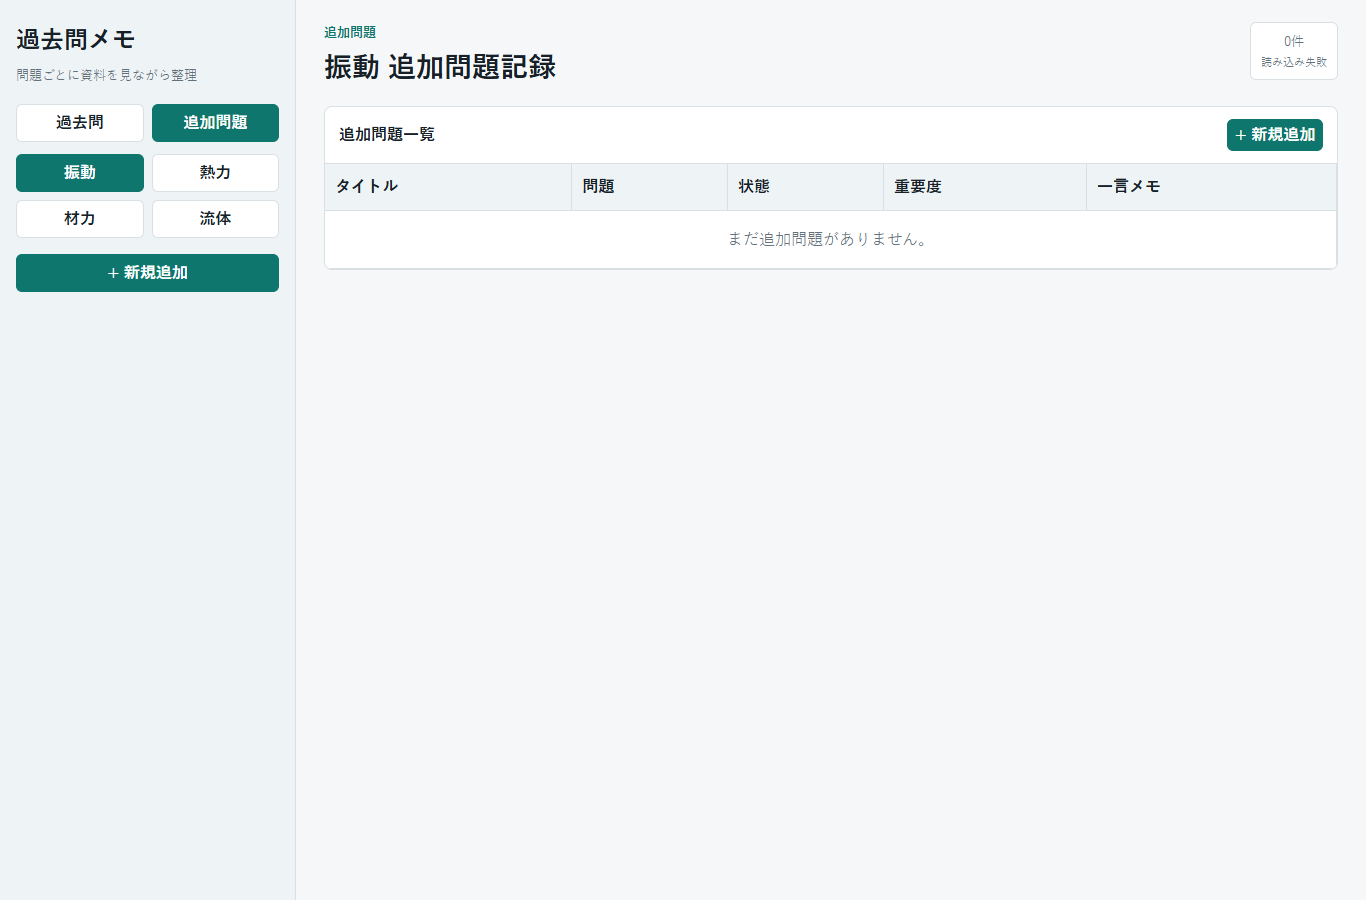 過去問メモ
問題ごとに資料を見ながら整理
過去問
追加問題
振動
熱力
材力
流体
+ 新規追加
追加問題
振動 追加問題記録
0件
読み込み失敗
追加問題一覧
+ 新規追加
タイトル
問題
状態
重要度
一言メモ
まだ追加問題がありません。